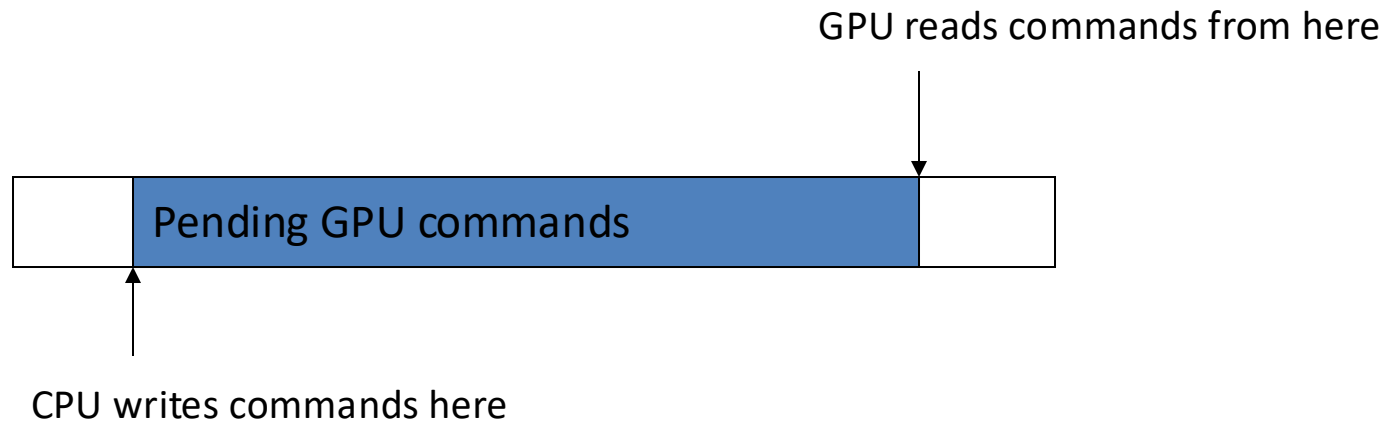 GPU reads commands from here
Pending GPU commands
CPU writes commands here